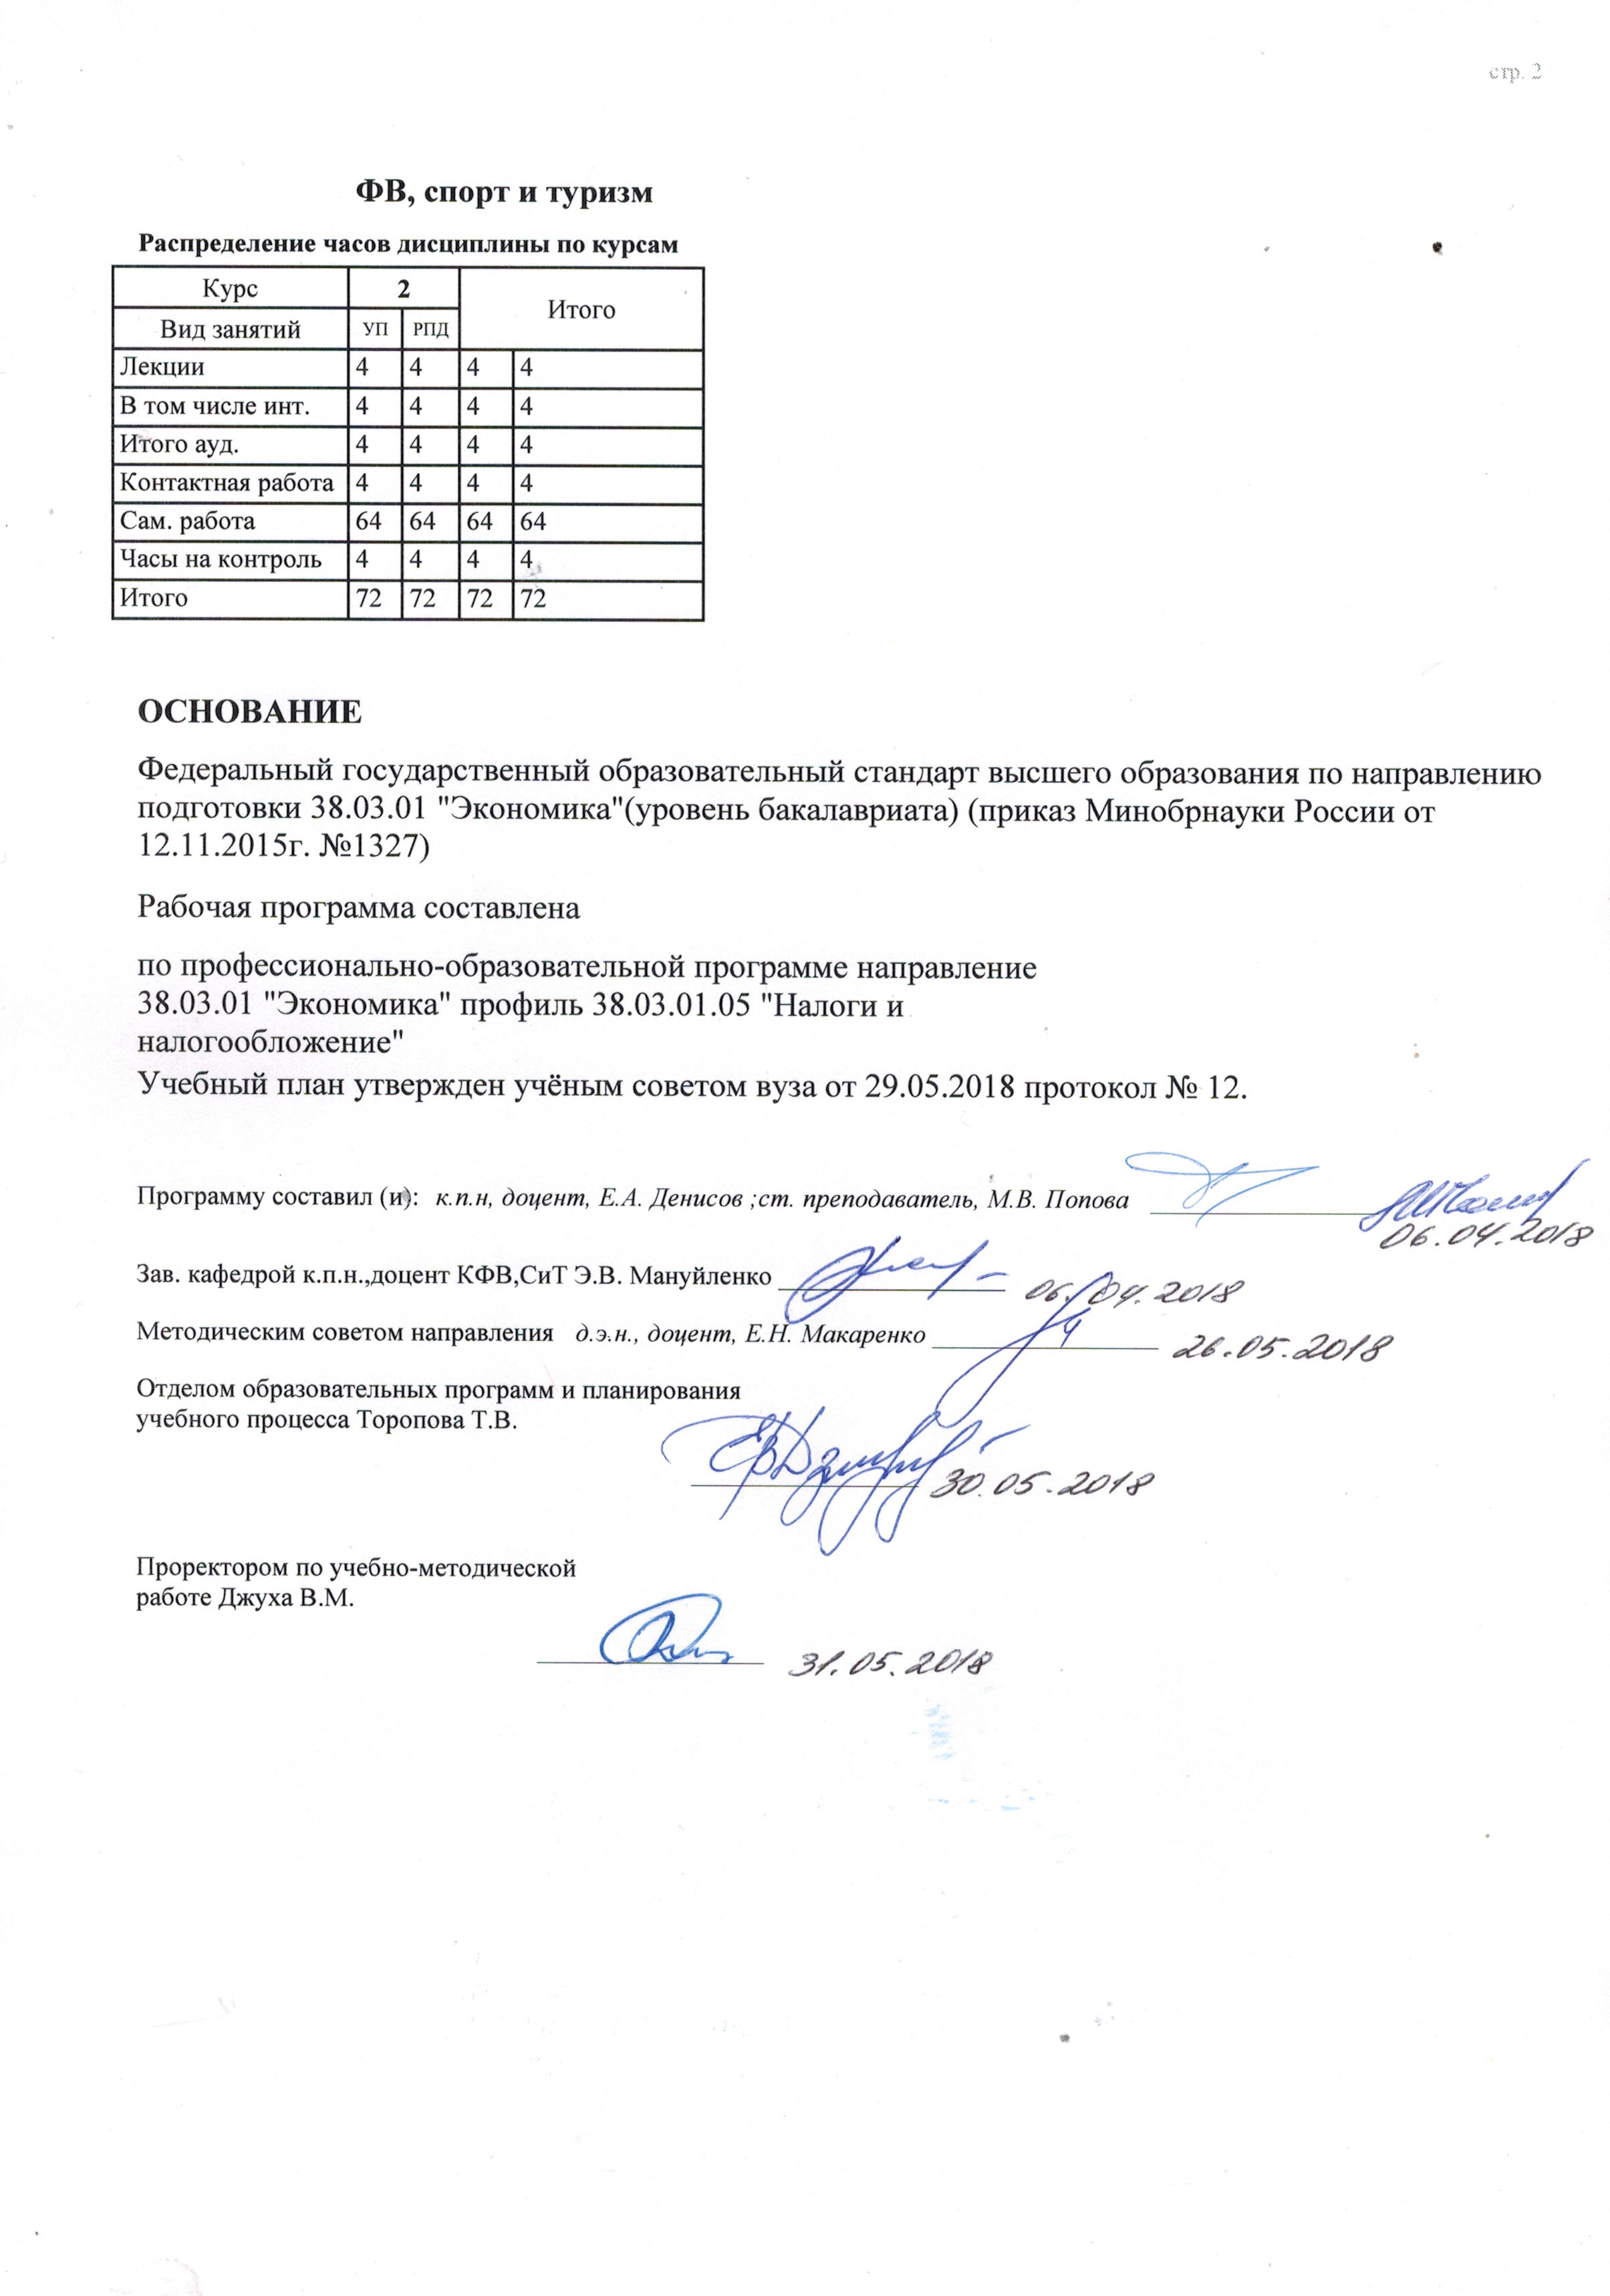 стр. 2
ФВ, спорт и туризм
Распределение часов дисциплины по курсам
Курс 2 Итого
Вид занятий УП РПД
Лекции 4 4 4 4
В том числе инт. 4 4 4 4
Итого ауд. 4 4 4 4
Контактная работа 4 4 4 4
Сам. работа 64 64 64 64
Часы на контроль 4 4 4 4
Итого 72 72 72 72
ОСНОВАНИЕ
Федеральный государственный образовательный стандарт высшего образования по направлению
подготовки 38.03.01 "Экономика"(уровень бакалавриата) (приказ Минобрнауки России от
12.11.2015г. №1327)
Рабочая программа составлена
по профессионально-образовательной программе направление
38.03.01 "Экономика" профиль 38.03.01.05 "Налоги и
налогообложение"
Учебный план утвержден учёным советом вуза от 29.05.2018 протокол № 12.
Программу составил (и): к.п.н, доцент, Е.А. Денисов ;ст. преподаватель, М.В. Попова
06.04.2018
Зав. кафедрой к.п.н.,доцент КФВ,СиТ Э.В. Мануйленко 06.04.2018
Методическим советом направления д.э.н., доцент, Е.Н. Макаренко 26.05.2018
Отделом образовательных программ и планирования
учебного процесса Торопова Т.В.
30.05.2018
Проректором по учебно-методической
работе Джуха В.М.
31.05.2018